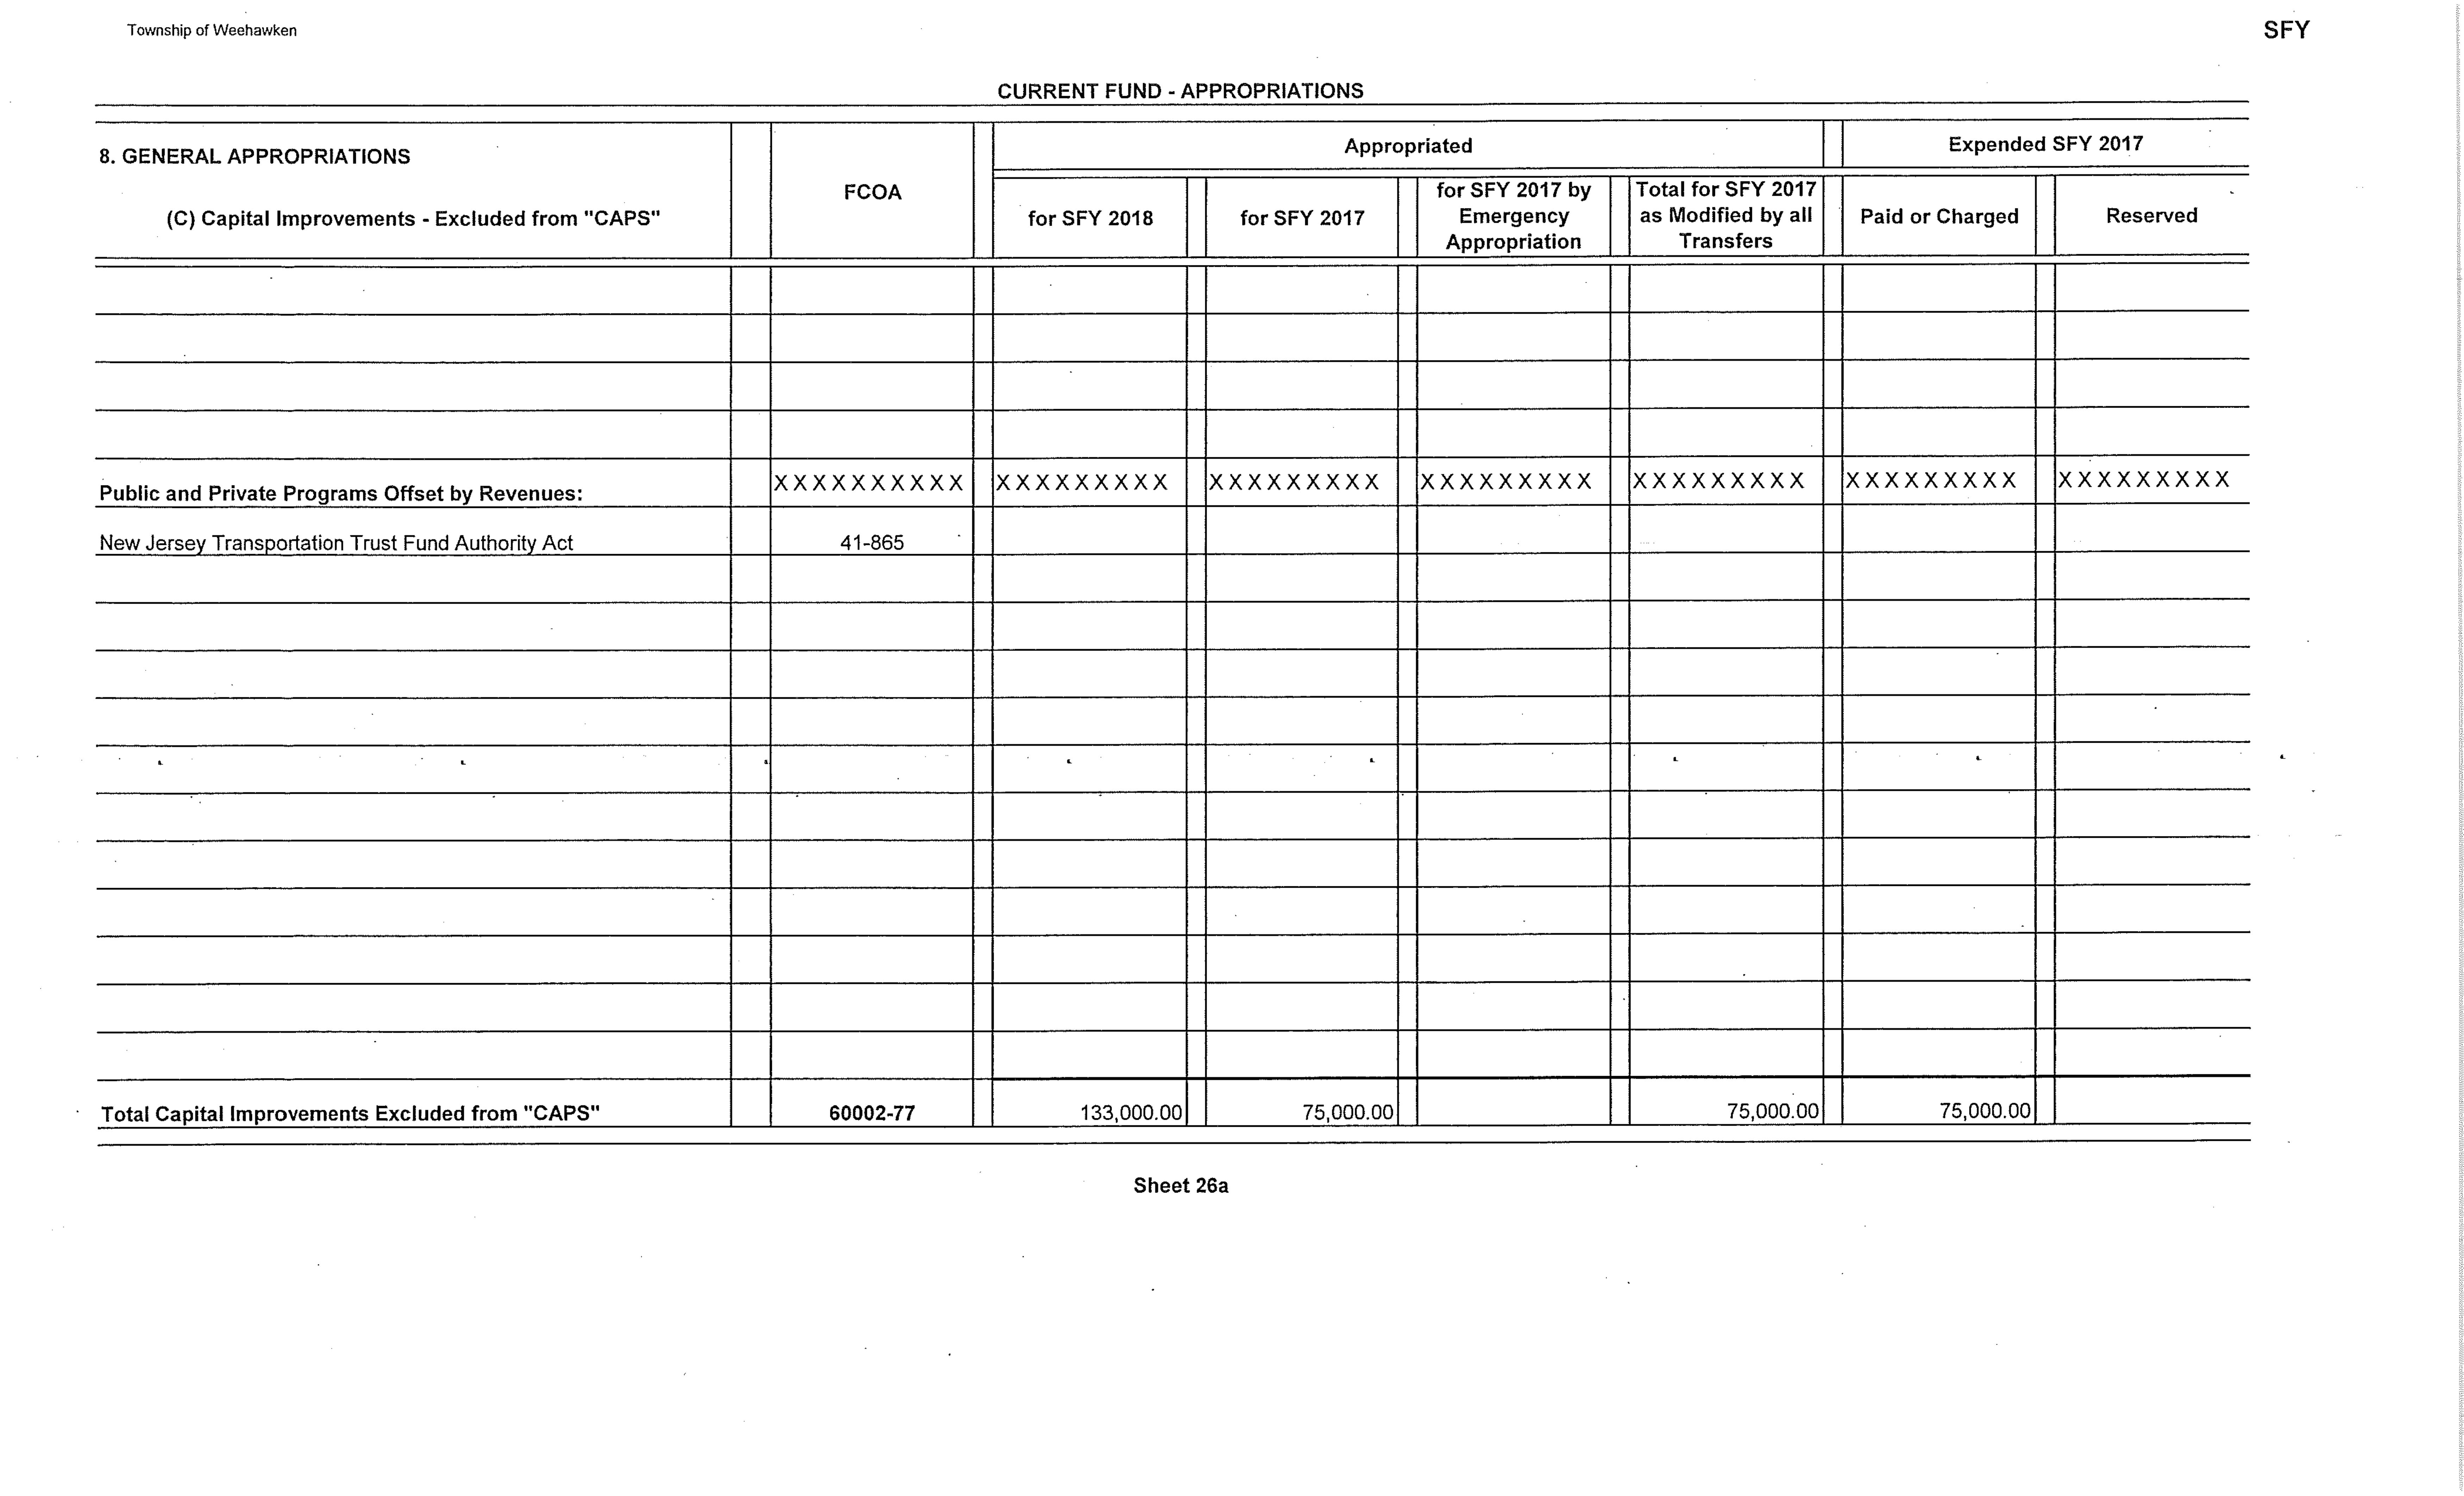 Township of Weehawken
SFY
CURRENT FUND - APPROPRIATIONS
8. GENERAL APPROPRIATIONS
(C) Capital Improvements - Excluded from "CAPS"
FCOA
Appropriated
Expended SFY 2017
for SFY 2018
for SFY 2017
for SFY 2017 by
Emergency
Appropriation
Total for SFY 2017
as Modified by all
Transfers
Paid or Charged
Reserved
Public and Private Programs Offset by Revenues: XXXXXXXXXX XXXXXXXXX XXXXXXXXX XXXXXXXXX XXXXXXXXX XXXXXXXXX XXXXXXXXX
New Jersey Transportation Trust Fund Authority Act 41-865
Total Capital Improvements Excluded from "CAPS" 60002-77 133,000.00 75,000.00 75,000.00 75,000.00
Sheet 26a